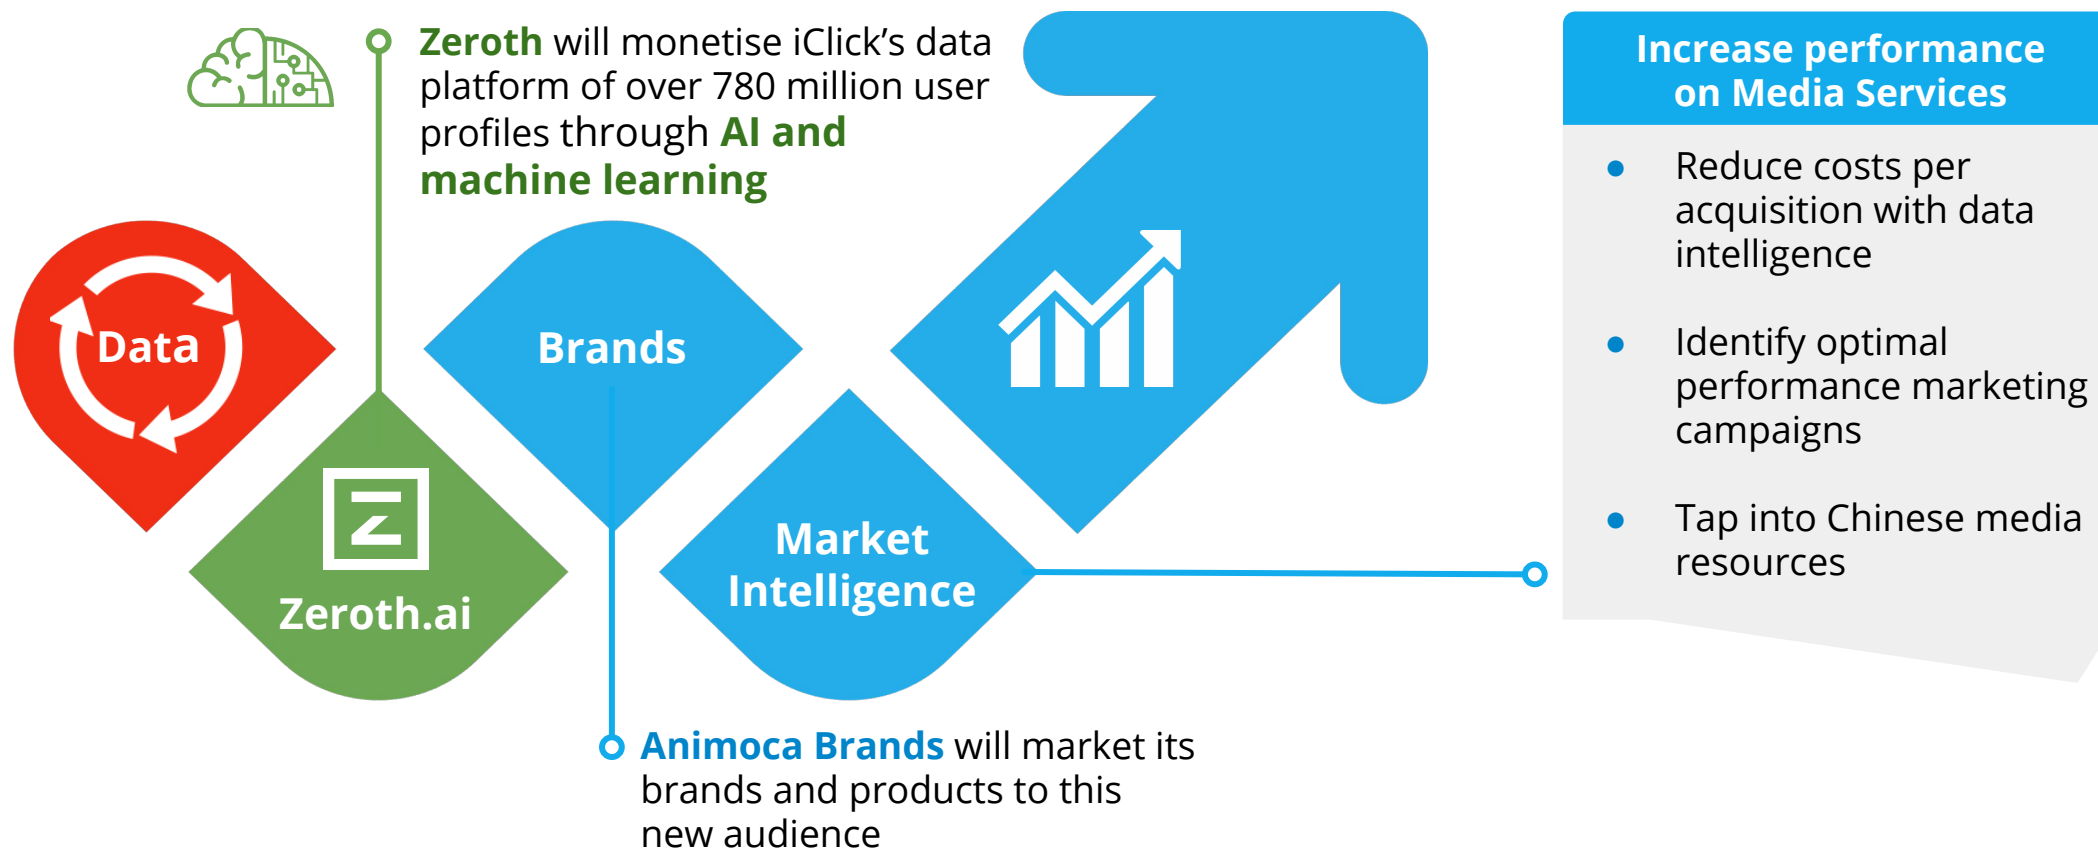 Zeroth will monetise iClick’s data
platform of over 780 million user
profiles through AI and
machine learning
Data
Z
Zeroth.ai
Brands
Market
Intelligence
Animoca Brands will market its
brands and products to this
new audience
Increase performance
on Media Services
● Reduce costs per
acquisition with data
intelligence
● Identify optimal
performance marketing
campaigns
● Tap into Chinese media
resources